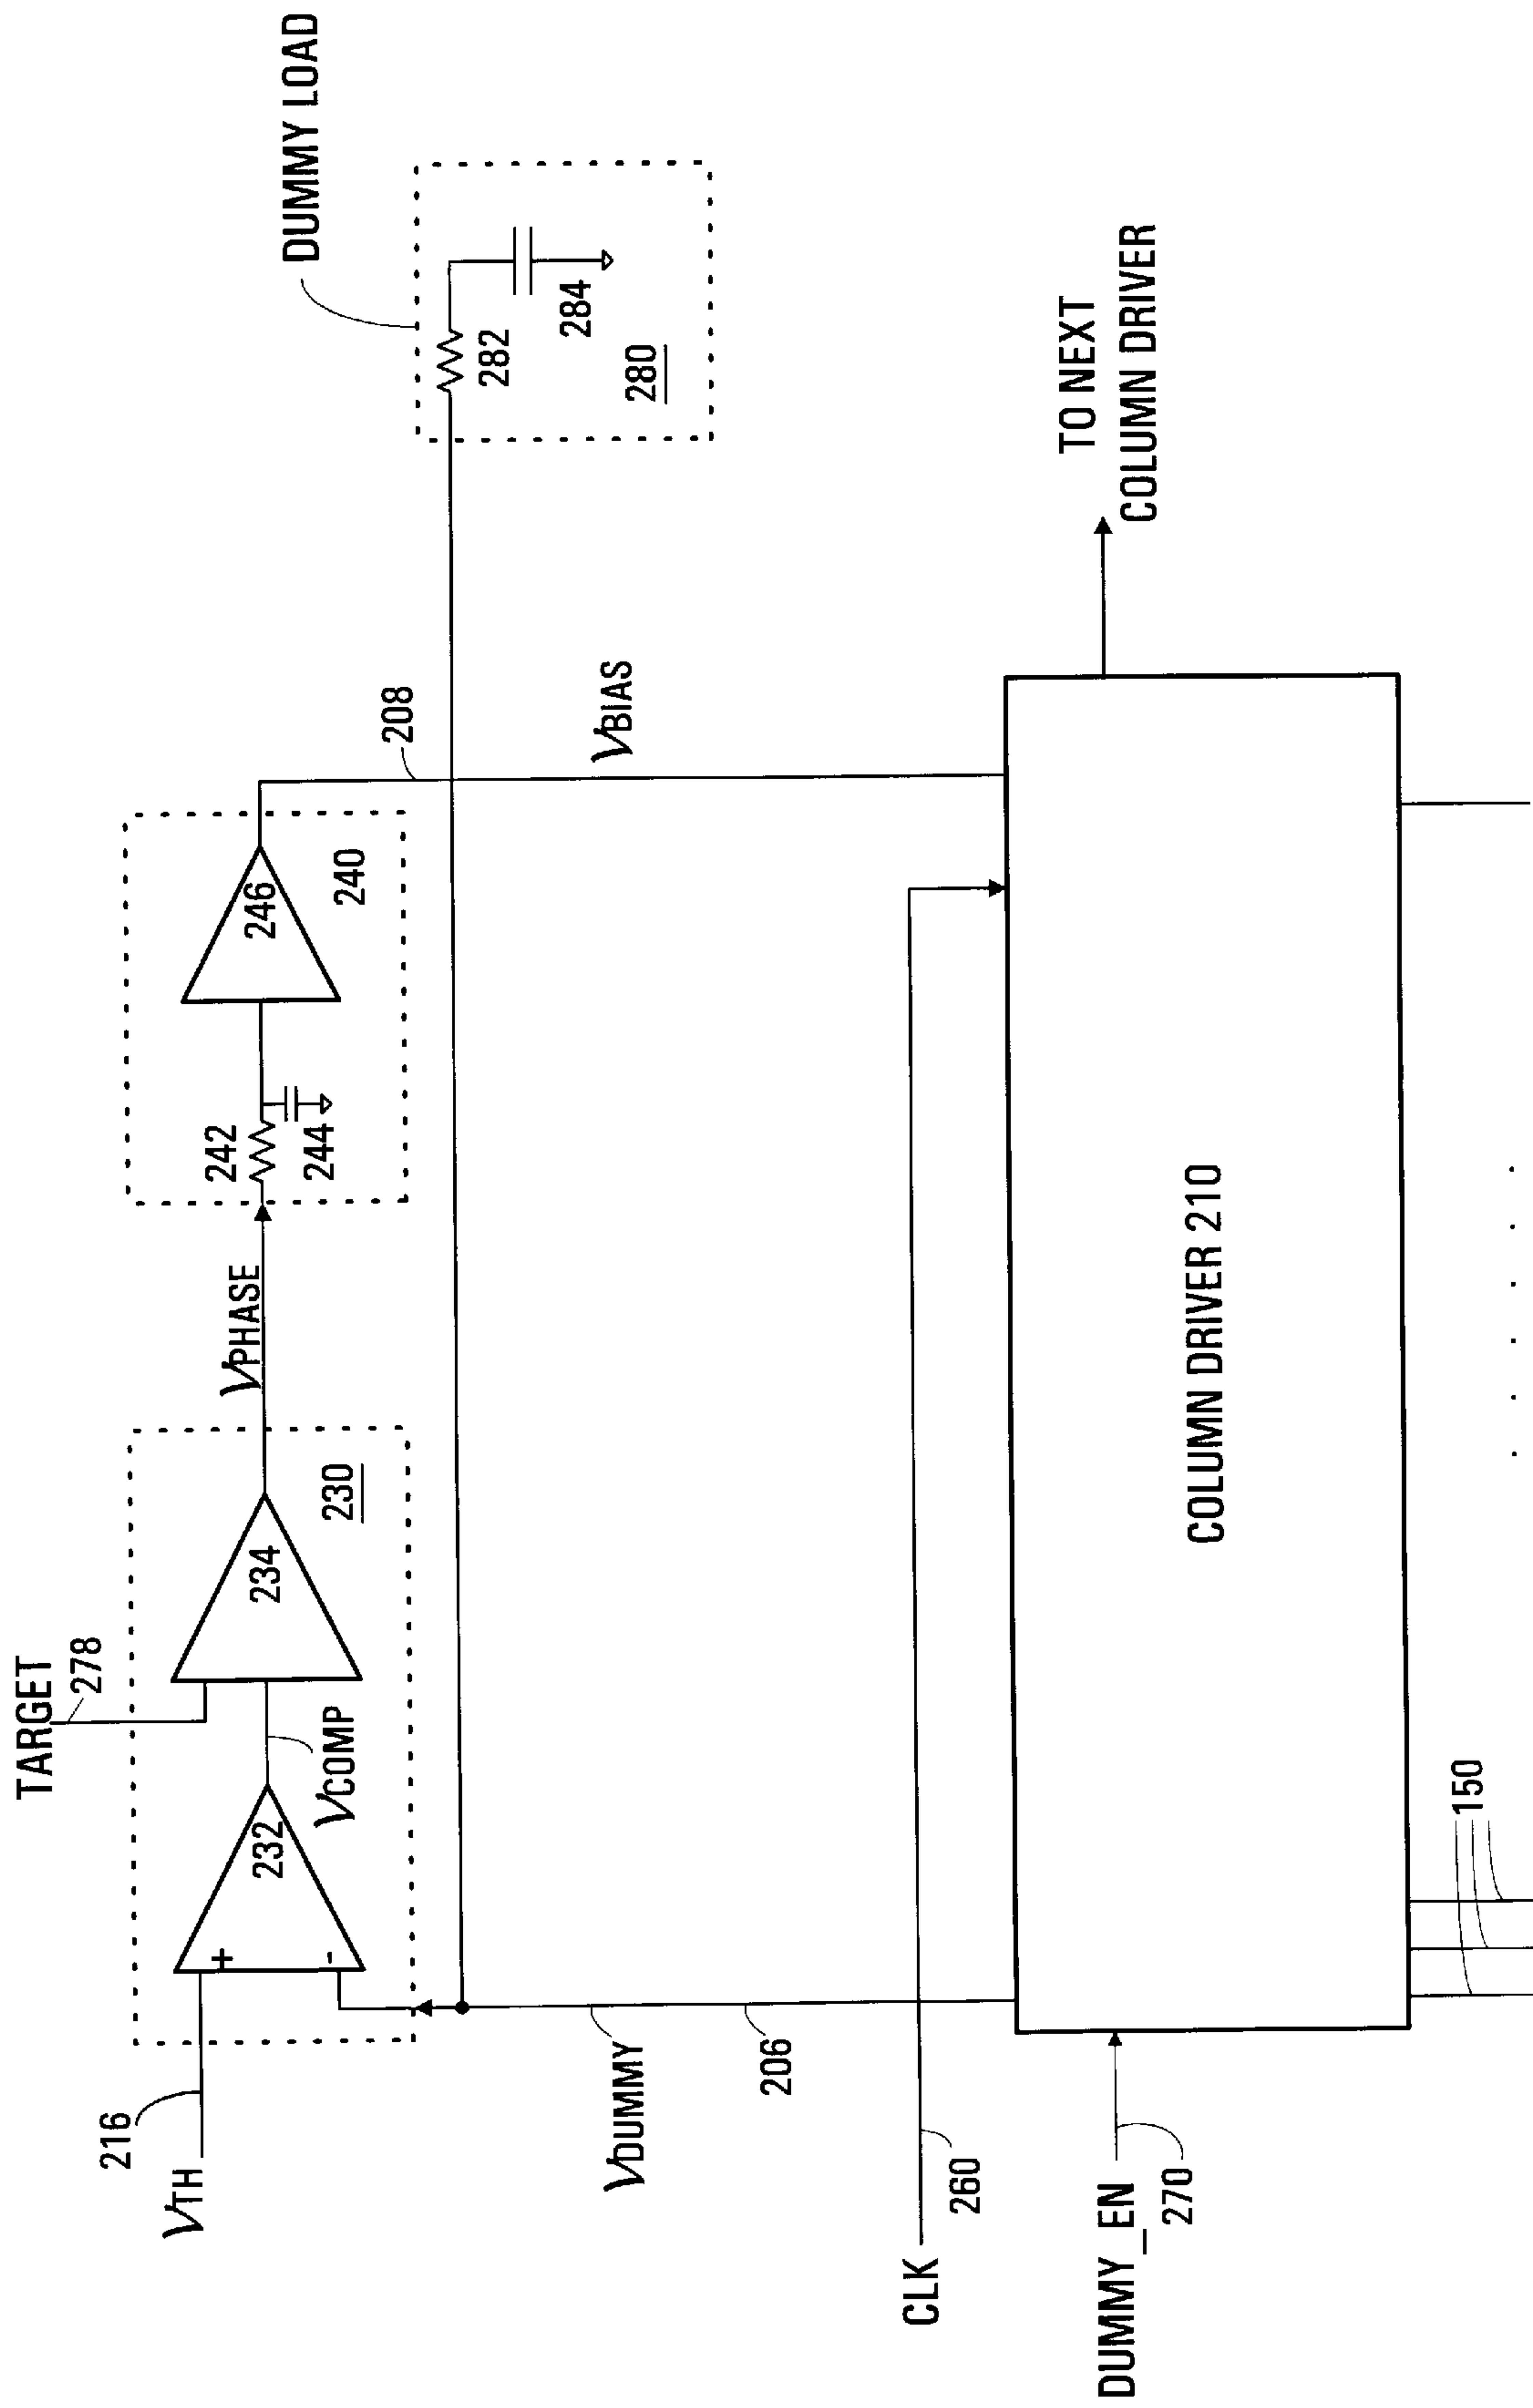 TARGET
278
216
VTH
+
-
232
VCOMP
234
230
VPHASE
242
244
246
240
208
DUMMY LOAD
282
284
280
VDUMMY
206
VBIAS
CLK
260
DUMMY_EN
270
COLUMN DRIVER 210
TO NEXT
COLUMN DRIVER
150